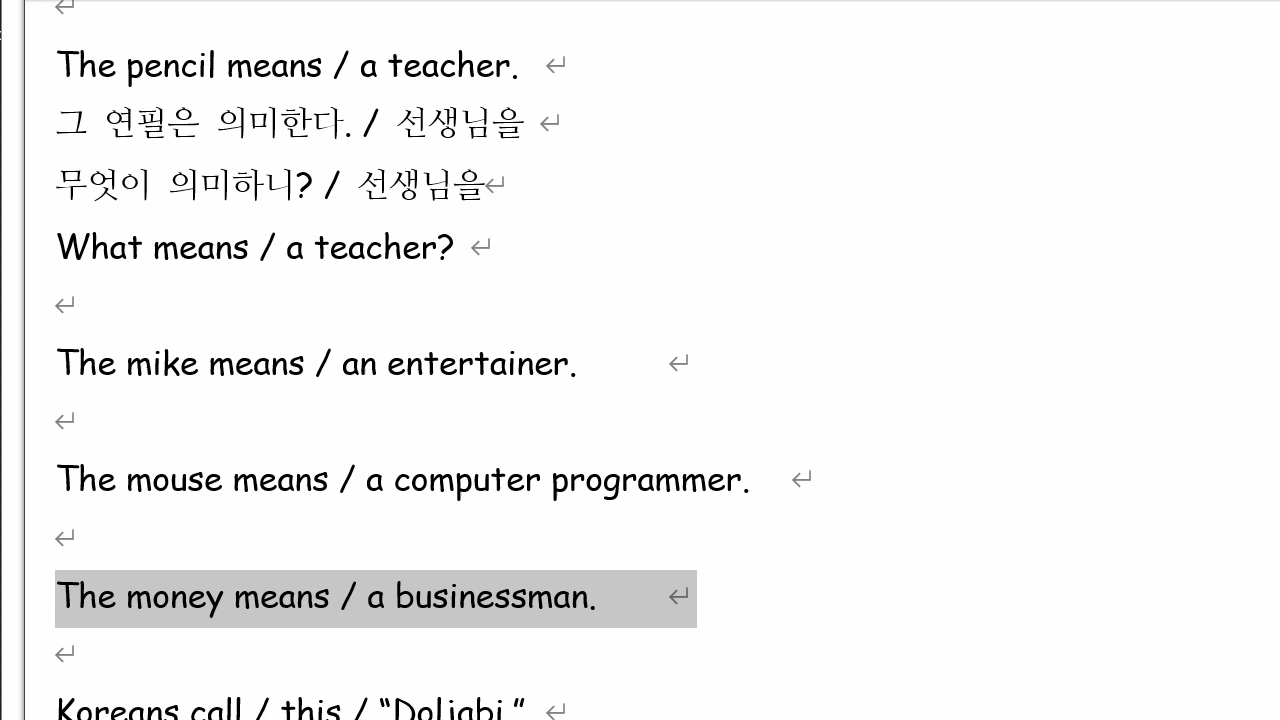 The pencil means / a teacher.
그 연필은 의미한다. / 선생님을
무엇이 의미하니? / 선생님을
What means / a teacher?
The mike means / an entertainer.
The mouse means / a computer programmer.
The money means / a businessman.
Koreans call / this / “Doljabi.”